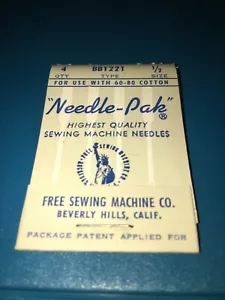 4 BB1221 1/2
QTY TYPE SIZE
FOR USE WITH 60-80 COTTON
"Needle-Pak"®
HIGHEST QUALITY
SEWING MACHINE NEEDLES
FREE SEWING MACHINE CO.
BEVERLY HILLS, CALIF.
PACKAGE PATENT APPLIED FOR